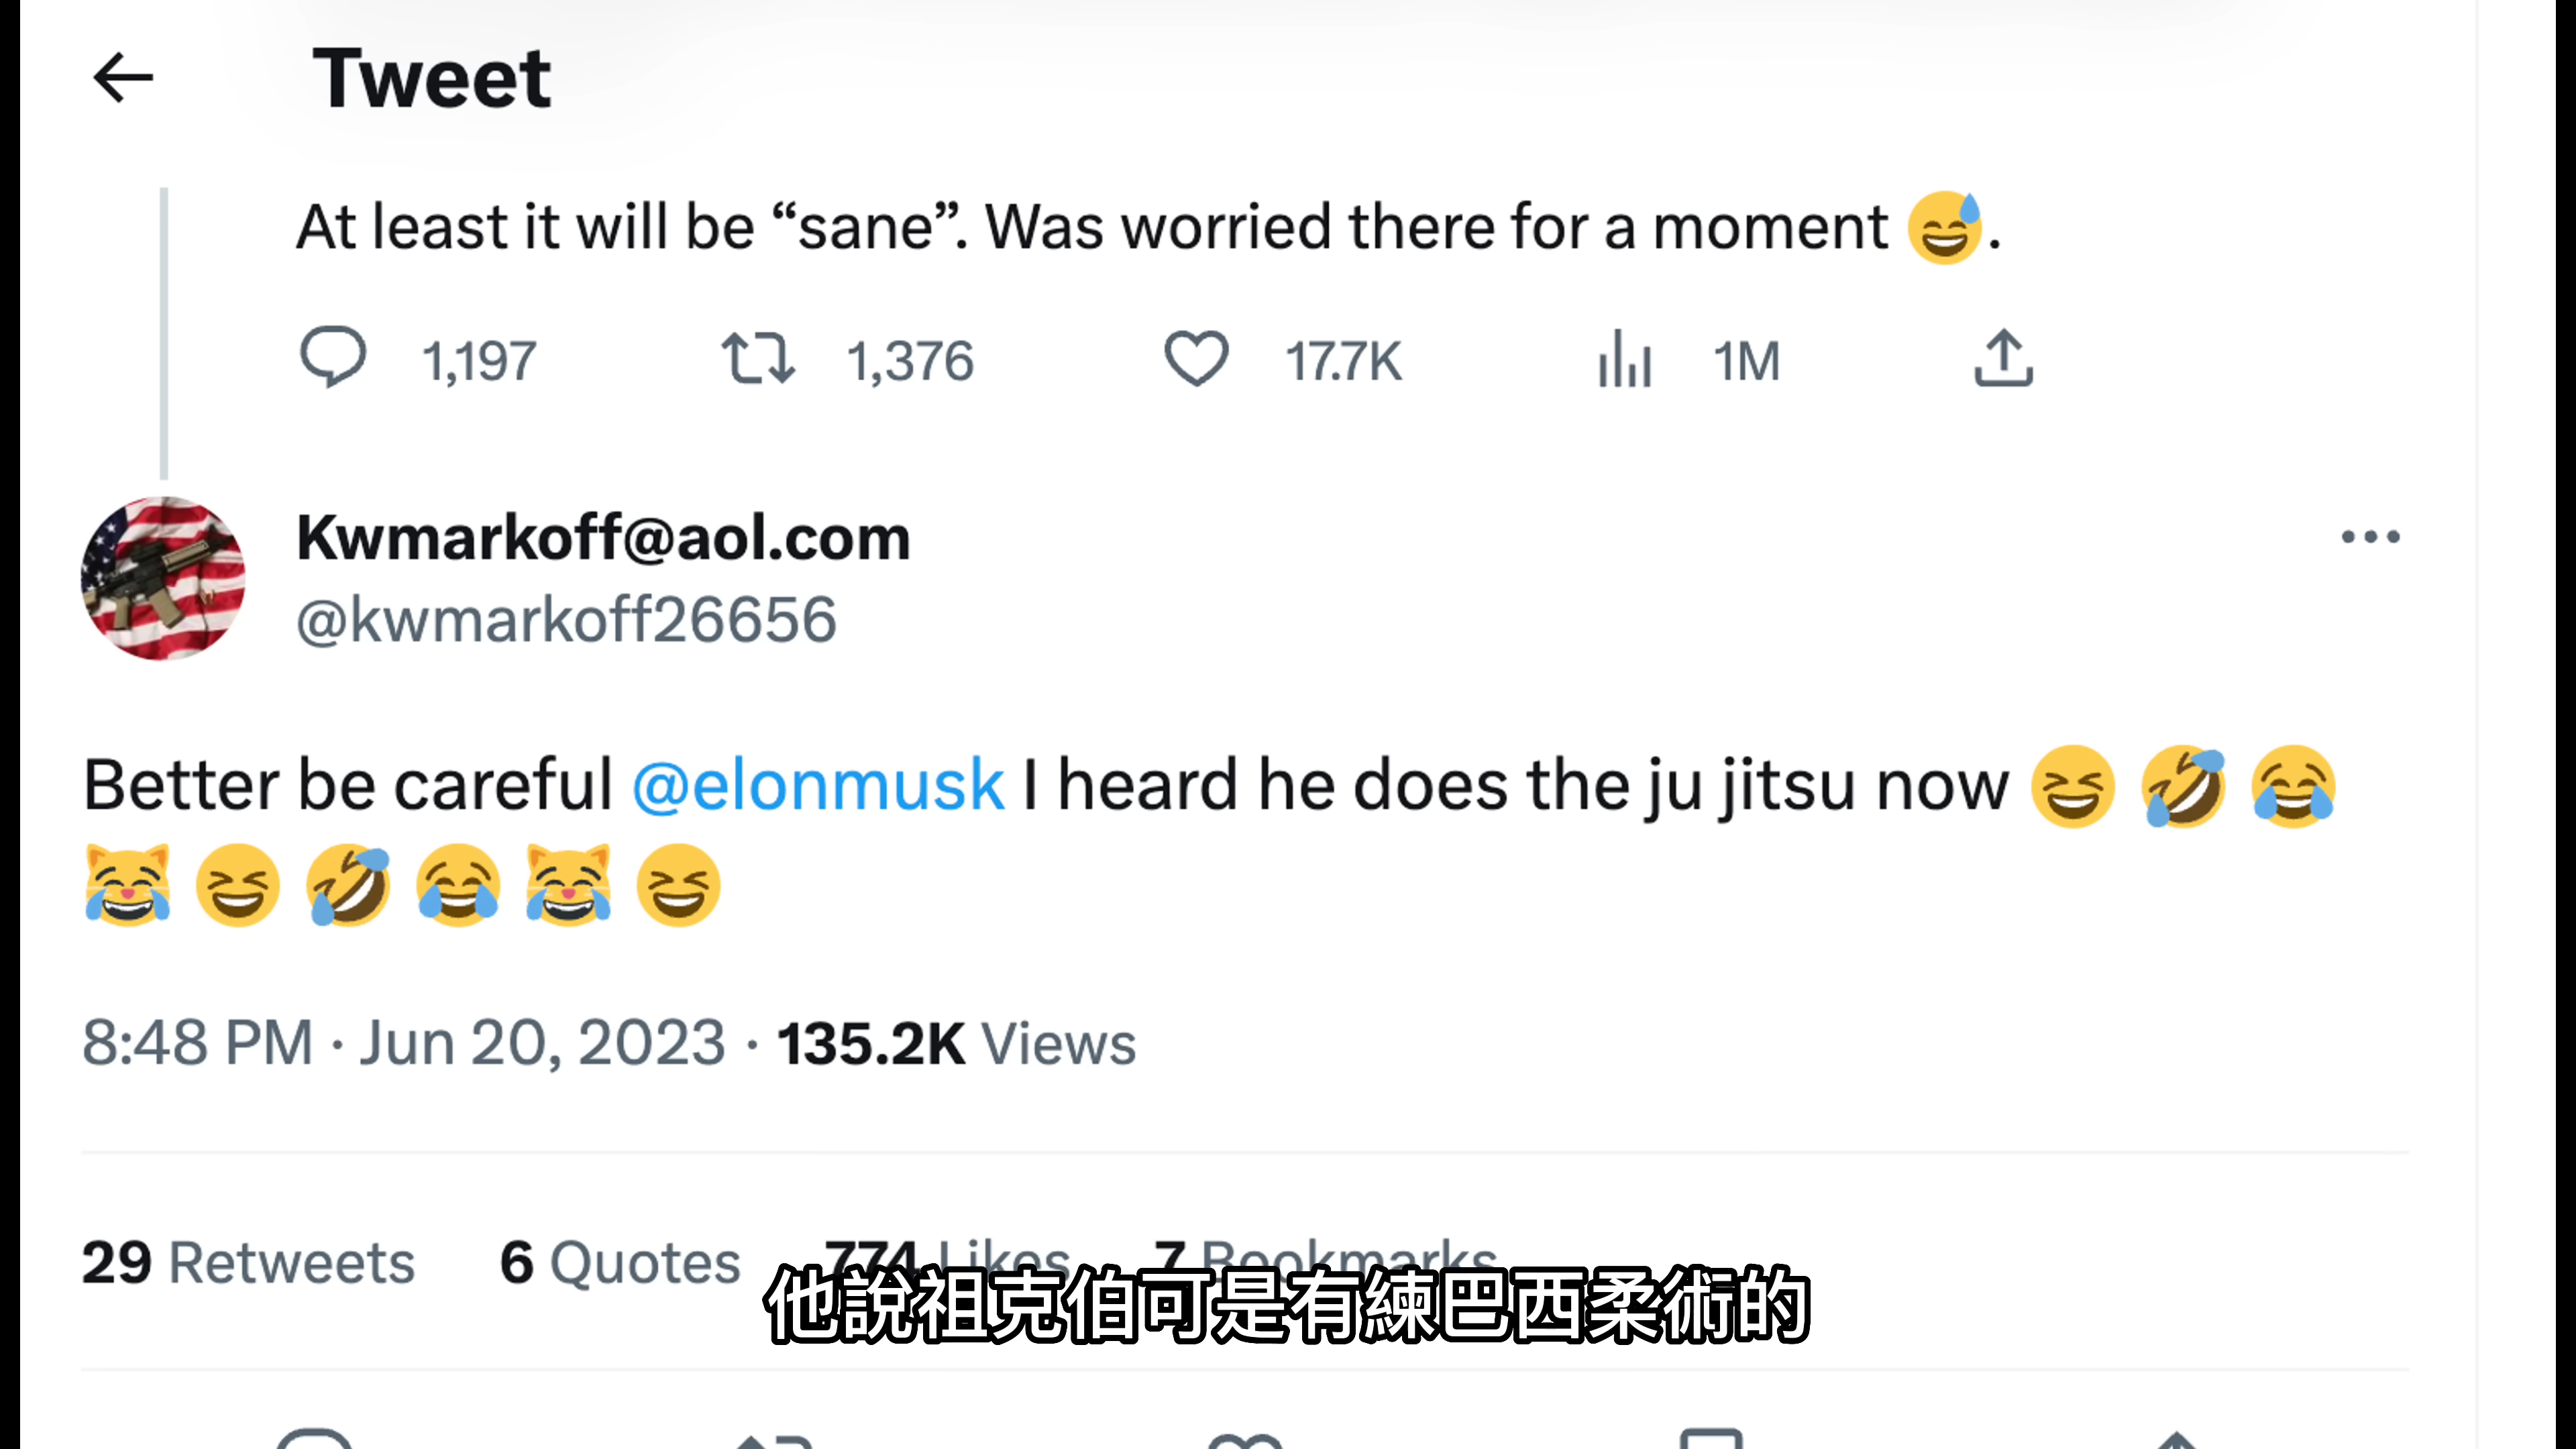 Tweet
At least it will be “sane”. Was worried there for a moment 😅.
1,197 1,376 17.7K 1M
Kwmarkoff@aol.com
@kwmarkoff26656
Better be careful @elonmusk I heard he does the ju jitsu now 😆 🤣 😂
😹 😆 🤣 😂 😹 😆
8:48 PM · Jun 20, 2023 · 135.2K Views
29 Retweets 6 Quotes 774 Likes 7 Bookmarks
他說祖克伯可是有練巴西柔術的